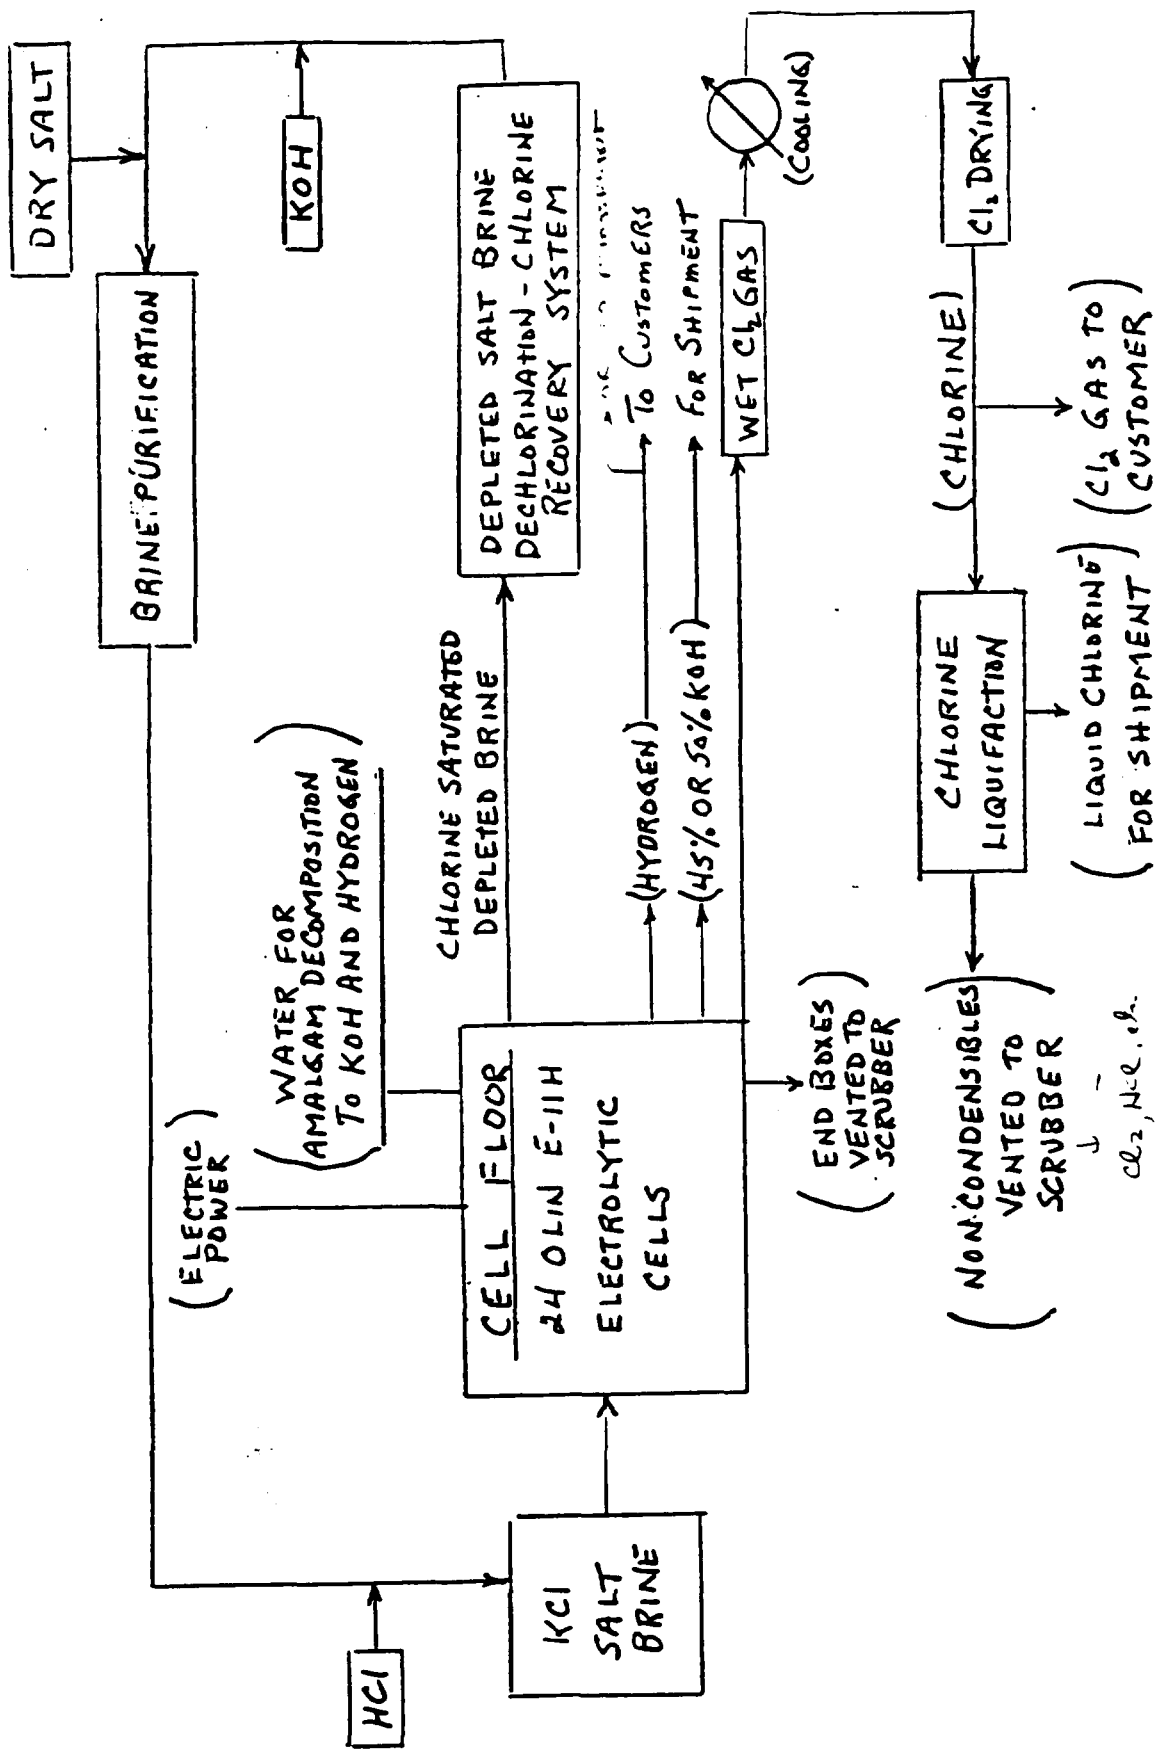 DRY SALT
BRINE PURIFICATION
KOH
HCl
(ELECTRIC
POWER)
(WATER FOR
AMALGAM DECOMPOSITION
TO KOH AND HYDROGEN)
CHLORINE SATURATED
DEPLETED BRINE
DEPLETED SALT BRINE
DECHLORINATION - CHLORINE
RECOVERY SYSTEM
KCl
SALT
BRINE
CELL FLOOR
24 OLIN E-11H
ELECTROLYTIC
CELLS
(HYDROGEN)
To CUSTOMERS
(45% OR 50% KOH)
FOR SHIPMENT
WET Cl2 GAS
(COOLING)
(END BOXES
VENTED TO
SCRUBBER)
Cl2 DRYING
(CHLORINE)
CHLORINE
LIQUIFACTION
(NON CONDENSIBLES
VENTED TO
SCRUBBER)
(LIQUID CHLORINE
FOR SHIPMENT)
(Cl2 GAS TO
CUSTOMER)